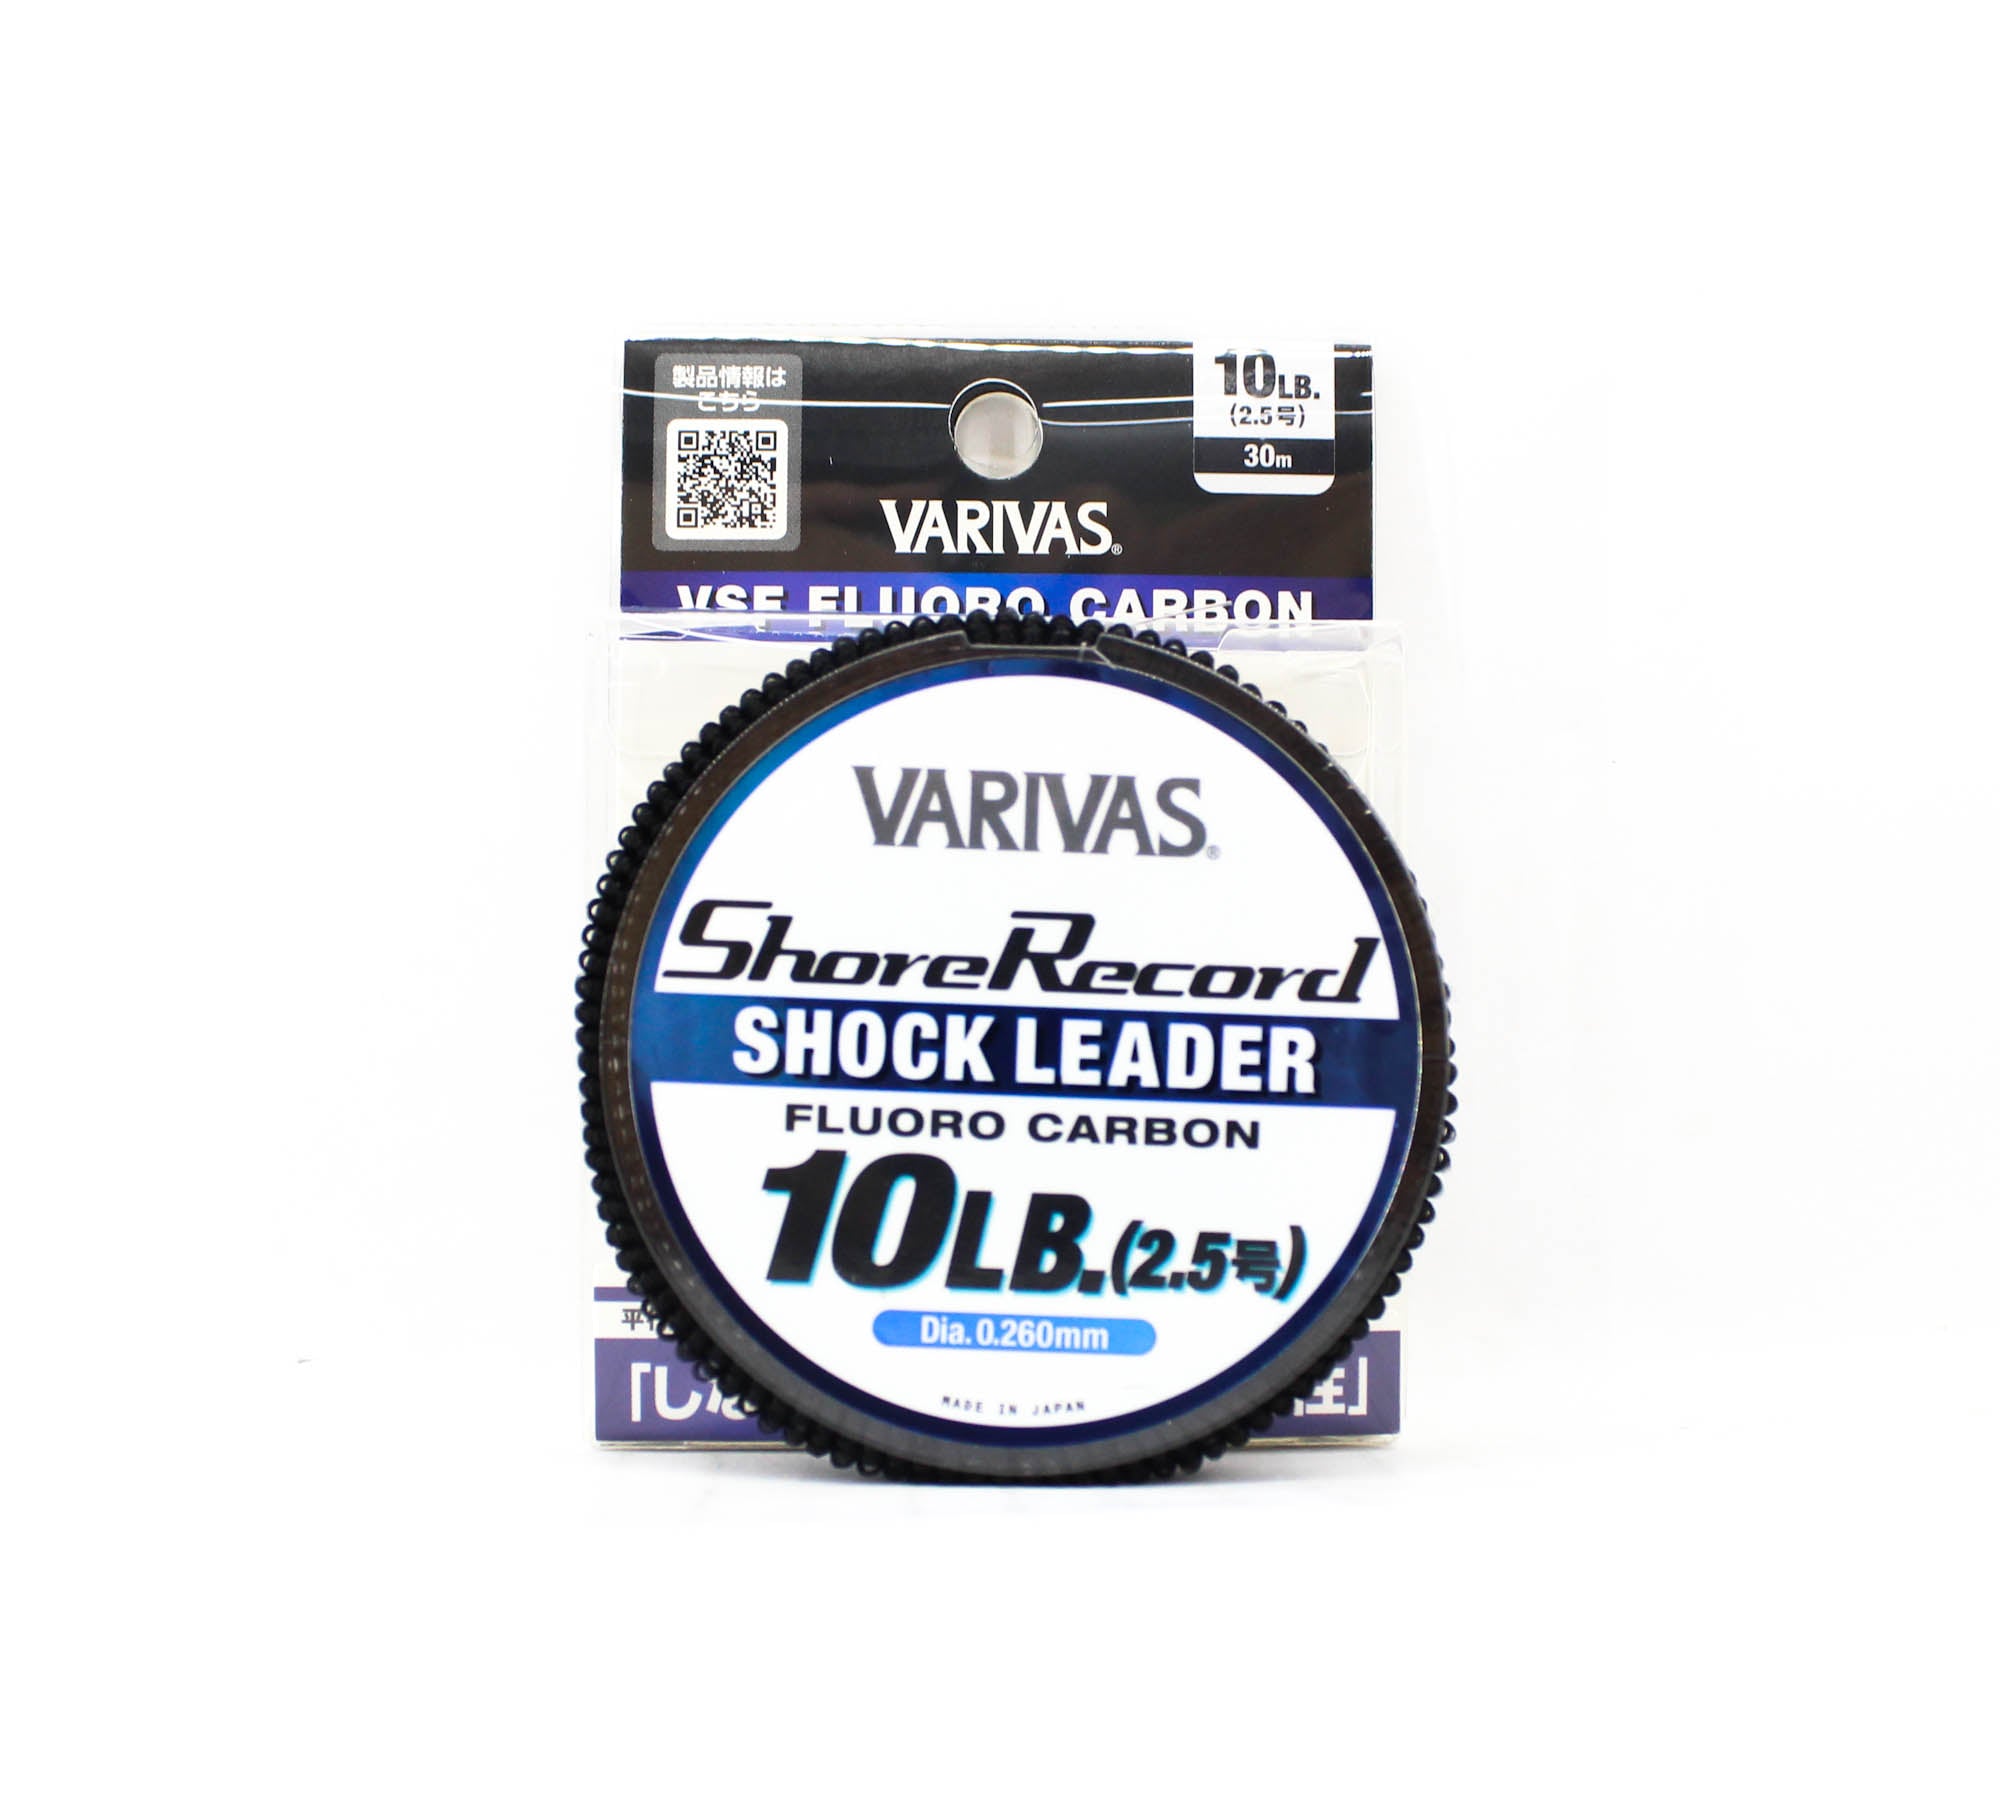 製品情報は
こちら
10LB.
(2.5号)
30m
VARIVAS®
VSF FLUORO CARBON
VARIVAS®
ShoreRecord
SHOCK LEADER
FLUORO CARBON
10LB.(2.5号)
Dia. 0.260mm
MADE IN JAPAN